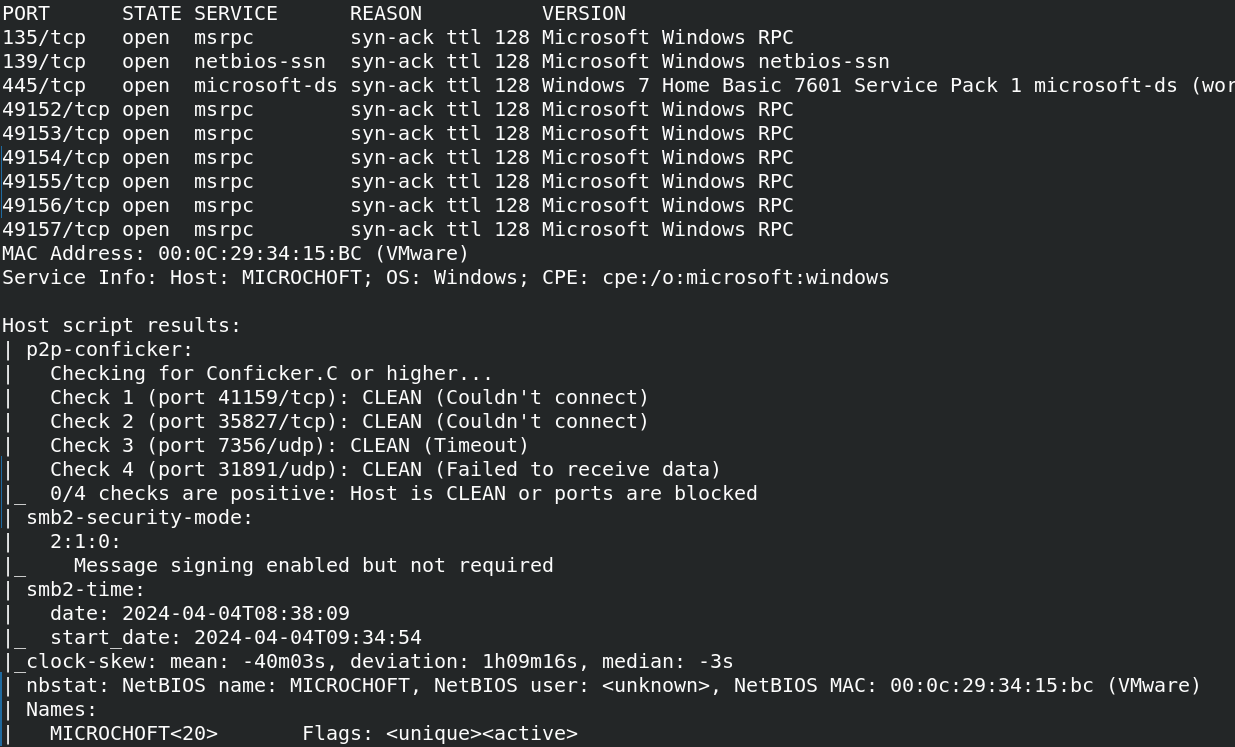 PORT      STATE SERVICE      REASON          VERSION
135/tcp   open  msrpc        syn-ack ttl 128 Microsoft Windows RPC
139/tcp   open  netbios-ssn  syn-ack ttl 128 Microsoft Windows netbios-ssn
445/tcp   open  microsoft-ds syn-ack ttl 128 Windows 7 Home Basic 7601 Service Pack 1 microsoft-ds (wor
49152/tcp open  msrpc        syn-ack ttl 128 Microsoft Windows RPC
49153/tcp open  msrpc        syn-ack ttl 128 Microsoft Windows RPC
49154/tcp open  msrpc        syn-ack ttl 128 Microsoft Windows RPC
49155/tcp open  msrpc        syn-ack ttl 128 Microsoft Windows RPC
49156/tcp open  msrpc        syn-ack ttl 128 Microsoft Windows RPC
49157/tcp open  msrpc        syn-ack ttl 128 Microsoft Windows RPC
MAC Address: 00:0C:29:34:15:BC (VMware)
Service Info: Host: MICROCHOFT; OS: Windows; CPE: cpe:/o:microsoft:windows

Host script results:
| p2p-conficker:
|   Checking for Conficker.C or higher...
|   Check 1 (port 41159/tcp): CLEAN (Couldn't connect)
|   Check 2 (port 35827/tcp): CLEAN (Couldn't connect)
|   Check 3 (port 7356/udp): CLEAN (Timeout)
|   Check 4 (port 31891/udp): CLEAN (Failed to receive data)
|_  0/4 checks are positive: Host is CLEAN or ports are blocked
| smb2-security-mode:
|   2:1:0:
|_    Message signing enabled but not required
| smb2-time:
|   date: 2024-04-04T08:38:09
|_  start_date: 2024-04-04T09:34:54
|_clock-skew: mean: -40m03s, deviation: 1h09m16s, median: -3s
| nbstat: NetBIOS name: MICROCHOFT, NetBIOS user: <unknown>, NetBIOS MAC: 00:0c:29:34:15:bc (VMware)
| Names:
|   MICROCHOFT<20>       Flags: <unique><active>